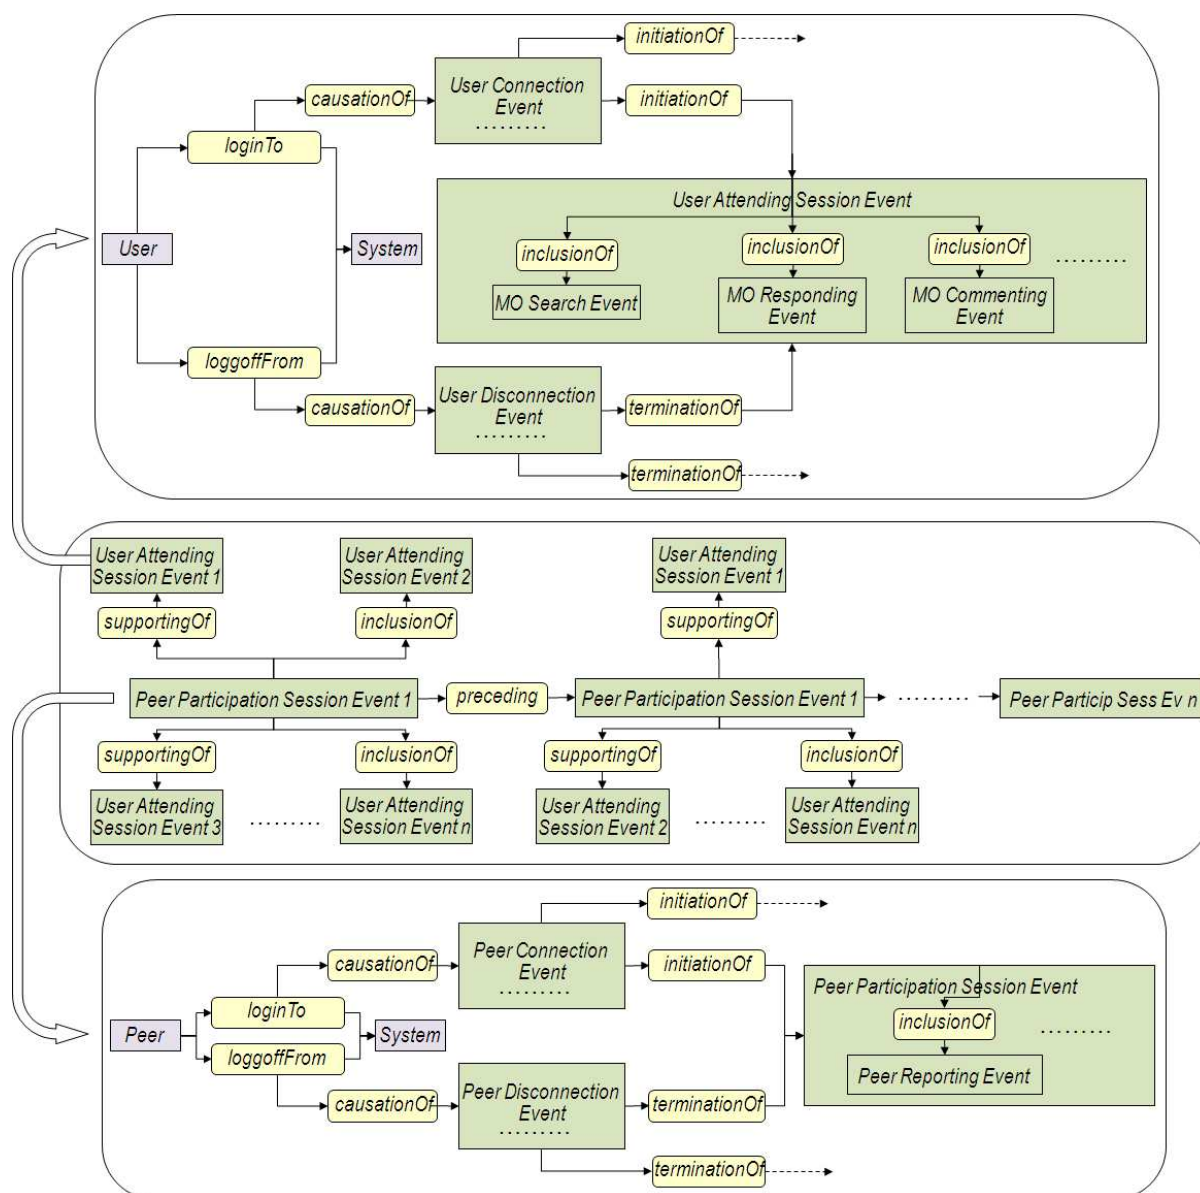 initiationOf
User Connection
Event
.........
causationOf
initiationOf
loginTo
User Attending Session Event
User
System
inclusionOf
inclusionOf
inclusionOf
.........
MO Search Event
MO Responding
Event
MO Commenting
Event
loggoffFrom
causationOf
User Disconnection
Event
.........
terminationOf
terminationOf
User Attending
Session Event 1
User Attending
Session Event 2
User Attending
Session Event 1
supportingOf
inclusionOf
supportingOf
Peer Participation Session Event 1
preceding
Peer Participation Session Event 1
.........
Peer Particip Sess Ev n
supportingOf
inclusionOf
supportingOf
inclusionOf
User Attending
Session Event 3
.........
User Attending
Session Event n
User Attending
Session Event 2
.........
User Attending
Session Event n
initiationOf
Peer Connection
Event
.........
causationOf
initiationOf
Peer Participation Session Event
loginTo
inclusionOf
.........
Peer
System
loggoffFrom
Peer Reporting Event
causationOf
Peer Disconnection
Event
.........
terminationOf
terminationOf